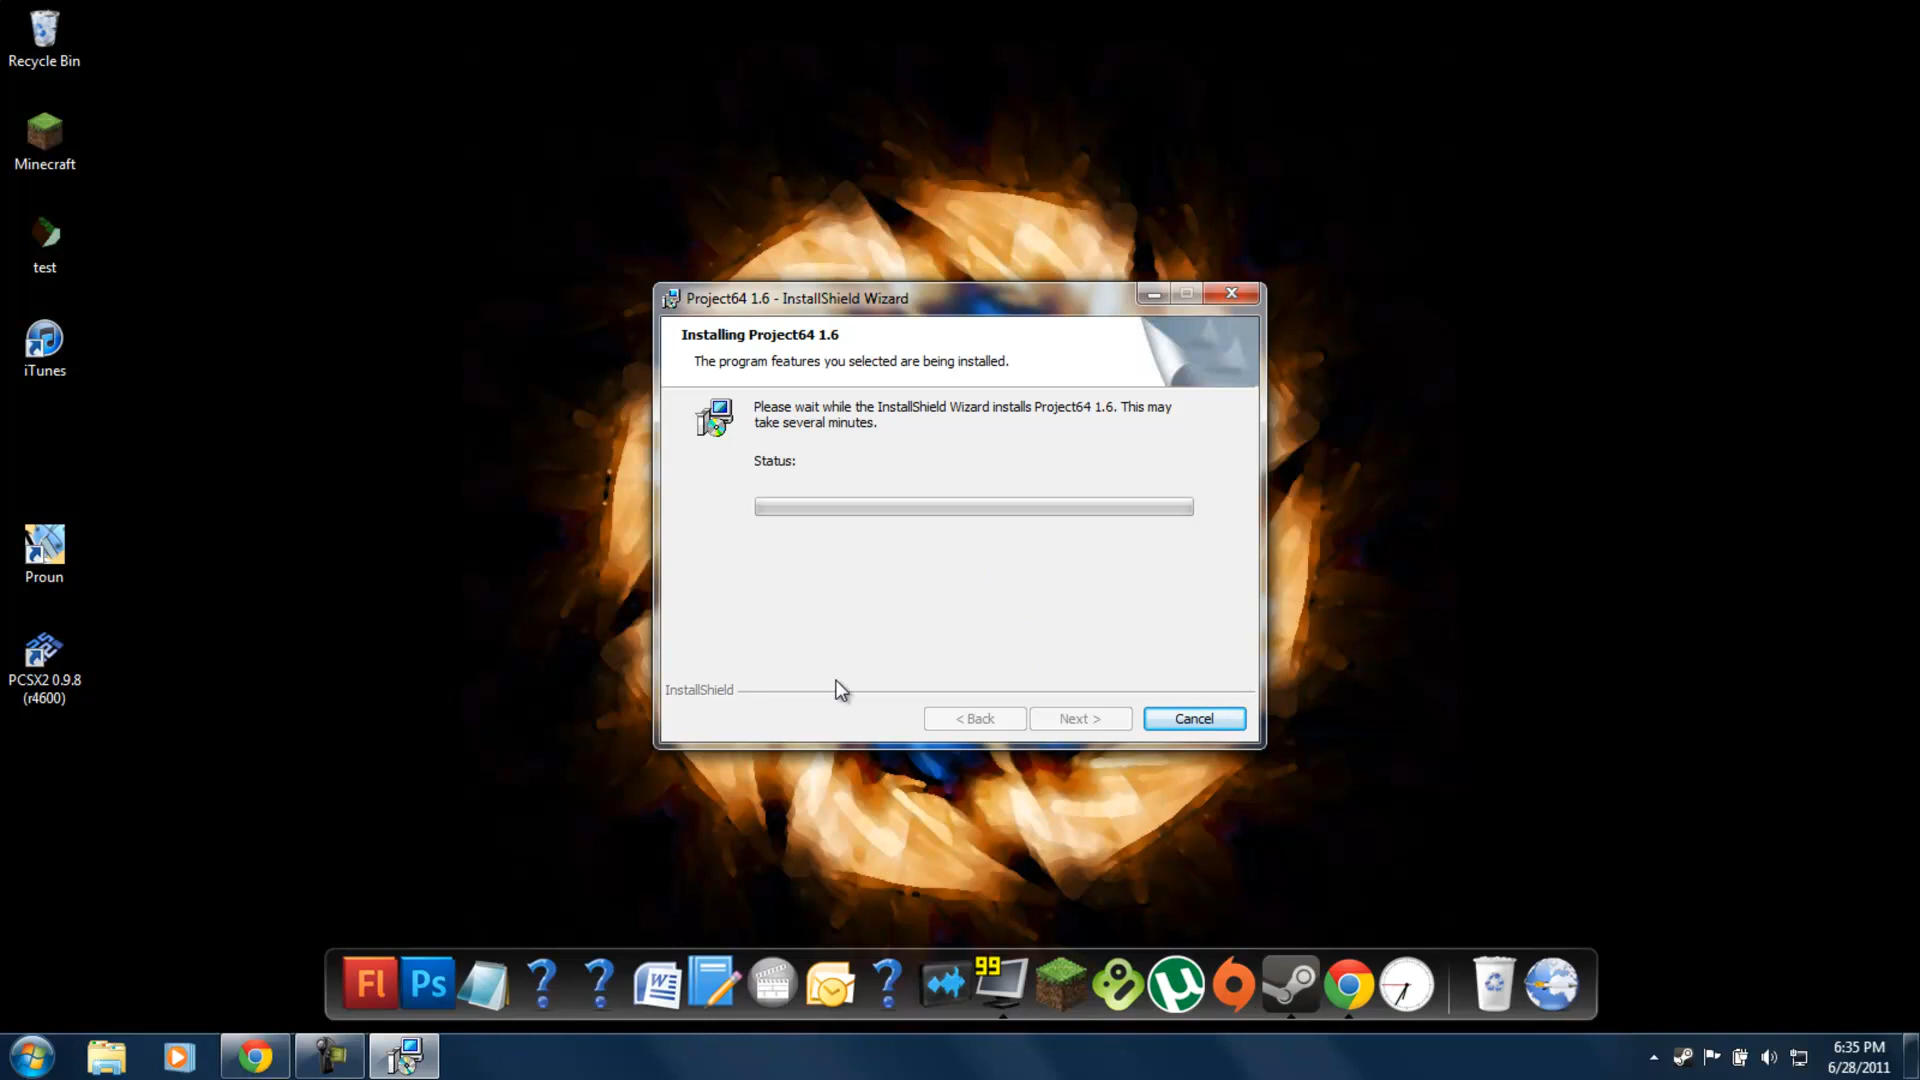 Recycle Bin
Minecraft
test
iTunes
Proun
PCSX2 0.9.8
(r4600)
Project64 1.6 - InstallShield Wizard
Installing Project64 1.6
The program features you selected are being installed.
Please wait while the InstallShield Wizard installs Project64 1.6. This may
take several minutes.
Status:
InstallShield
< Back
Next >
Cancel
Fl
Ps
?
?
W
?
99
µ
6:35 PM
6/28/2011